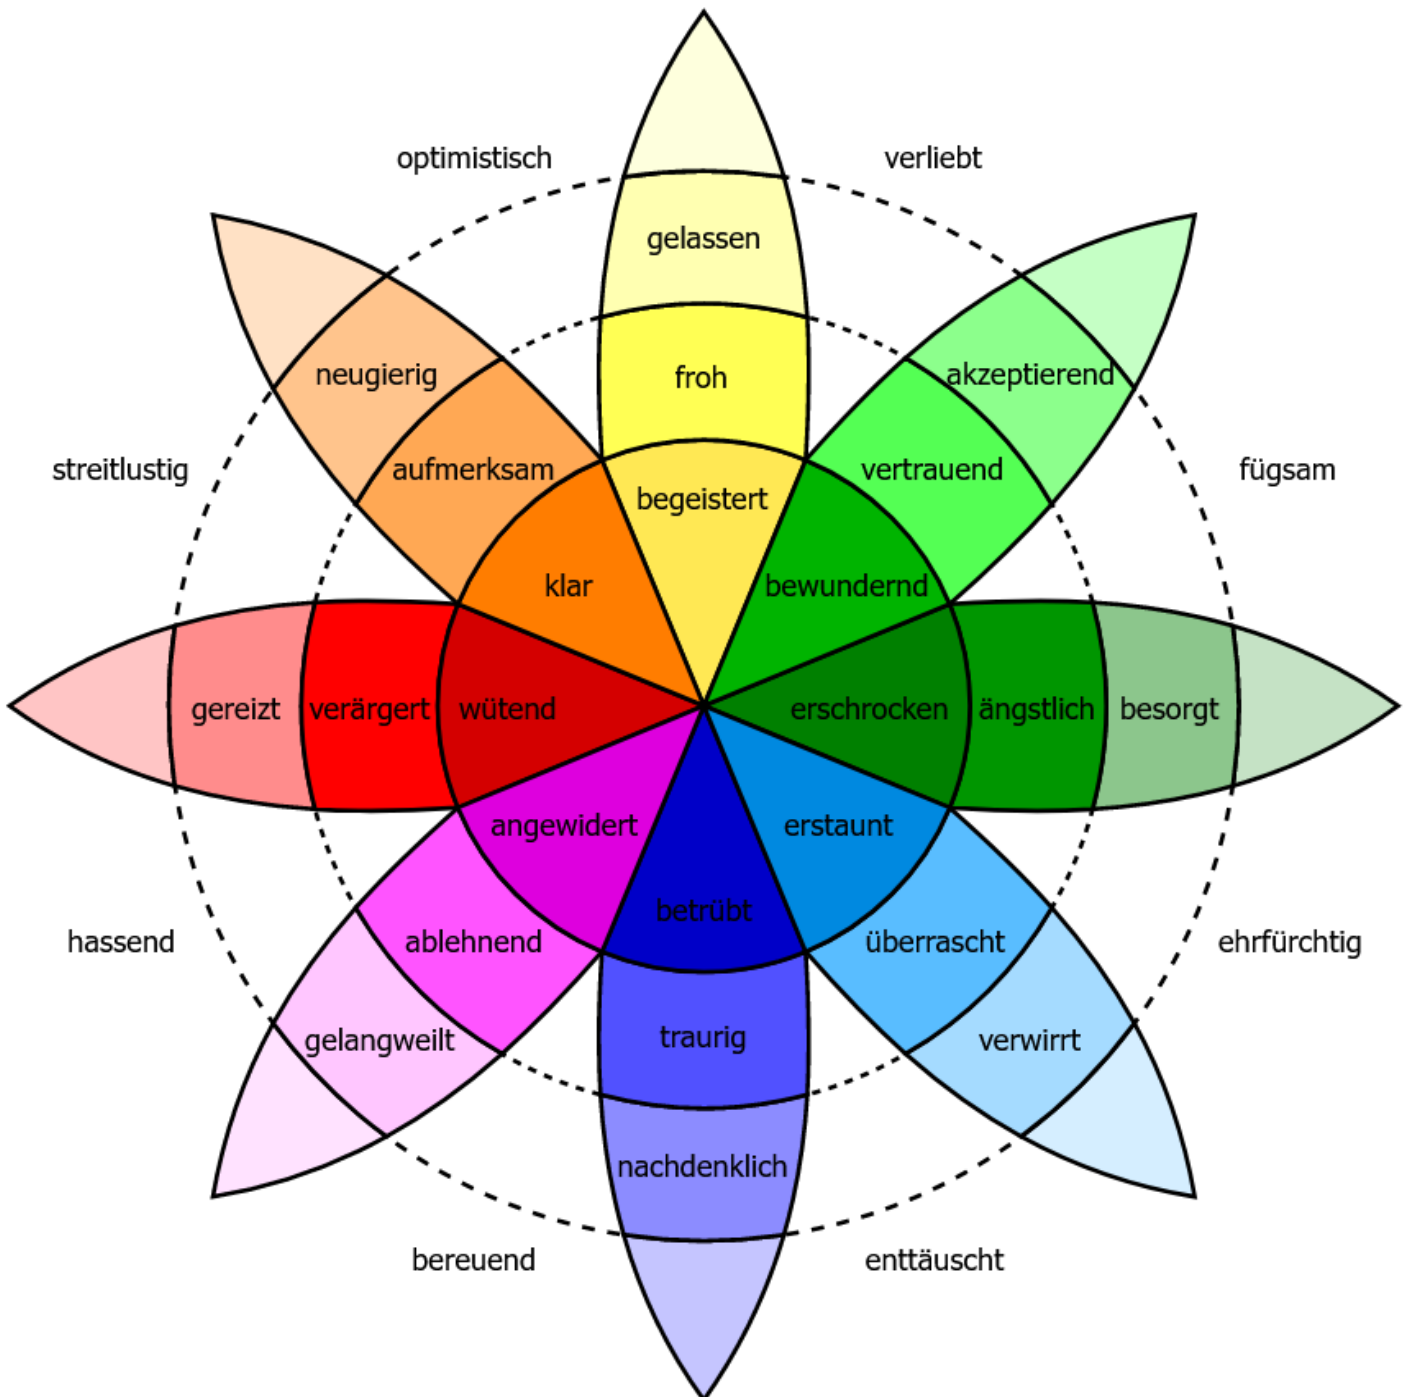 optimistisch
verliebt
gelassen
neugierig
froh
akzeptierend
streitlustig
aufmerksam
begeistert
vertrauend
fügsam
klar
bewundernd
gereizt
verärgert
wütend
erschrocken
ängstlich
besorgt
angewidert
erstaunt
betrübt
hassend
ablehnend
überrascht
ehrfürchtig
gelangweilt
traurig
verwirrt
nachdenklich
bereuend
enttäuscht